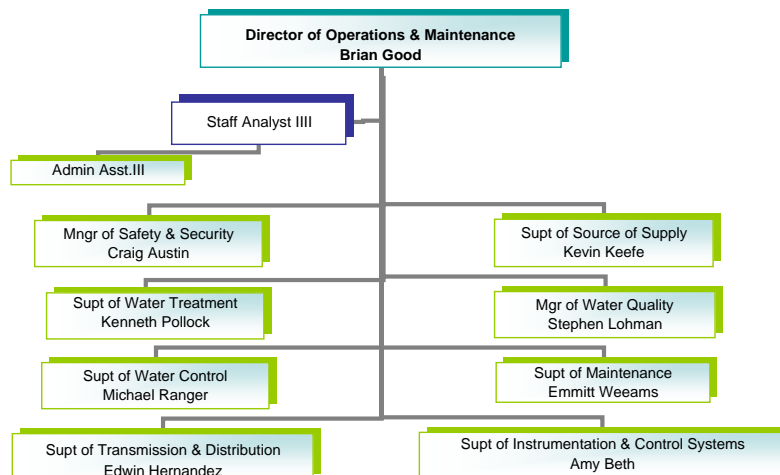 Director of Operations & Maintenance
Brian Good
Staff Analyst IIII
Admin Asst.III
Mngr of Safety & Security
Craig Austin
Supt of Source of Supply
Kevin Keefe
Supt of Water Treatment
Kenneth Pollock
Mgr of Water Quality
Stephen Lohman
Supt of Water Control
Michael Ranger
Supt of Maintenance
Emmitt Weeams
Supt of Transmission & Distribution
Edwin Hernandez
Supt of Instrumentation & Control Systems
Amy Beth